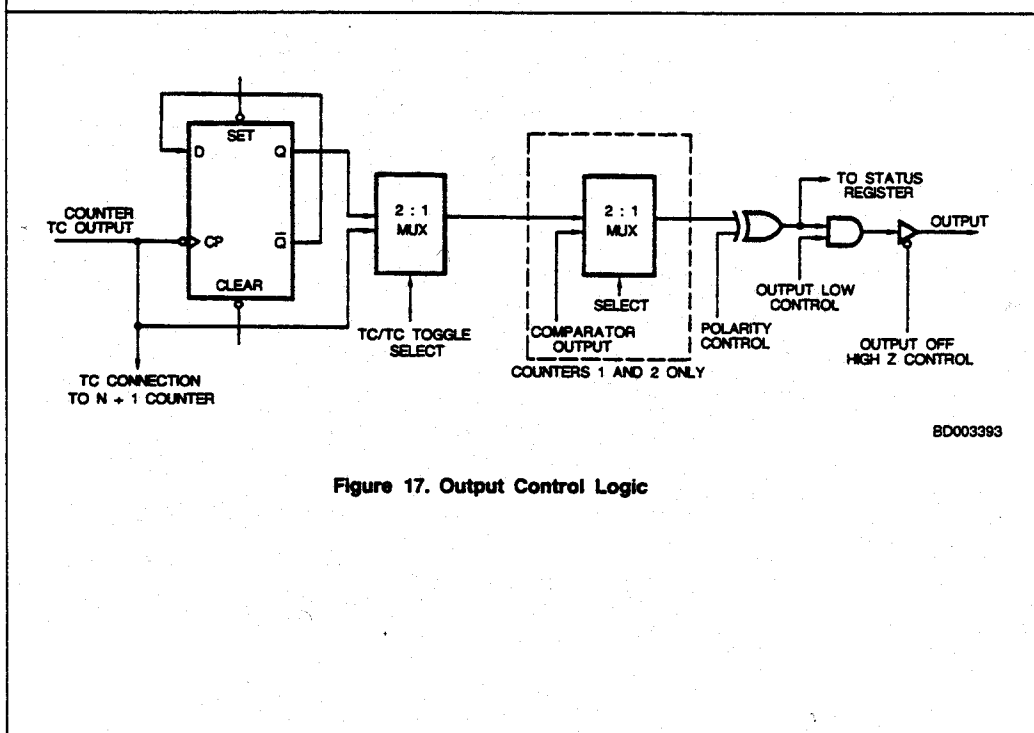 SET
D
Q
COUNTER
TC OUTPUT
CP
Q̅
CLEAR
2 : 1
MUX
TC/TC TOGGLE
SELECT
TC CONNECTION
TO N + 1 COUNTER
2 : 1
MUX
SELECT
COMPARATOR
OUTPUT
COUNTERS 1 AND 2 ONLY
TO STATUS
REGISTER
OUTPUT
OUTPUT LOW
CONTROL
POLARITY
CONTROL
OUTPUT OFF
HIGH Z CONTROL
BD003393
Figure 17. Output Control Logic